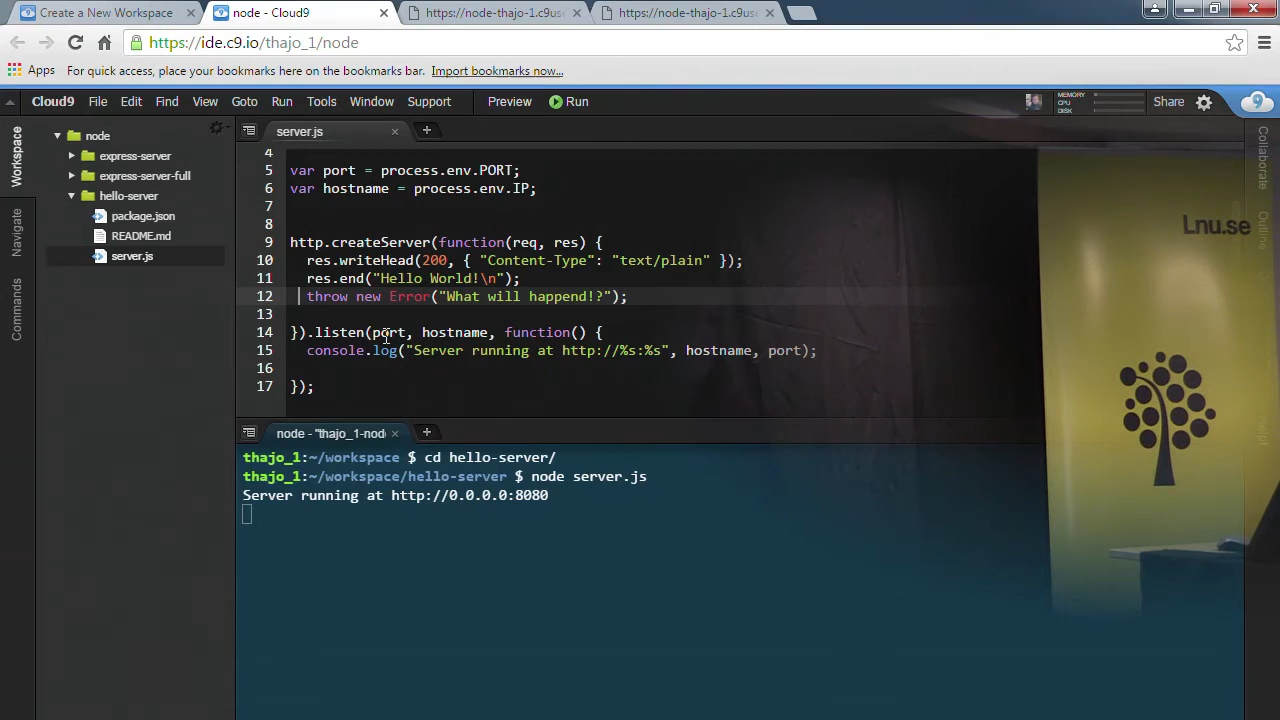 Create a New Workspace
node - Cloud9
https://node-thajo-1.c9us
https://node-thajo-1.c9us
https://ide.c9.io/thajo_1/node
Apps
For quick access, place your bookmarks here on the bookmarks bar. Import bookmarks now...
Cloud9 File Edit Find View Goto Run Tools Window Support Preview Run
MEMORY
CPU
DISK
Share
Workspace
Navigate
Commands
node
express-server
express-server-full
hello-server
package.json
README.md
server.js
server.js
4
5 var port = process.env.PORT;
6 var hostname = process.env.IP;
7
8
9 http.createServer(function(req, res) {
10 res.writeHead(200, { "Content-Type": "text/plain" });
11 res.end("Hello World!\n");
12 throw new Error("What will happend!?");
13
14 }).listen(port, hostname, function() {
15 console.log("Server running at http://%s:%s", hostname, port);
16
17 });
Lnu.se
Collaborate
Outline
node - "thajo_1-node
thajo_1:~/workspace $ cd hello-server/
thajo_1:~/workspace/hello-server $ node server.js
Server running at http://0.0.0.0:8080